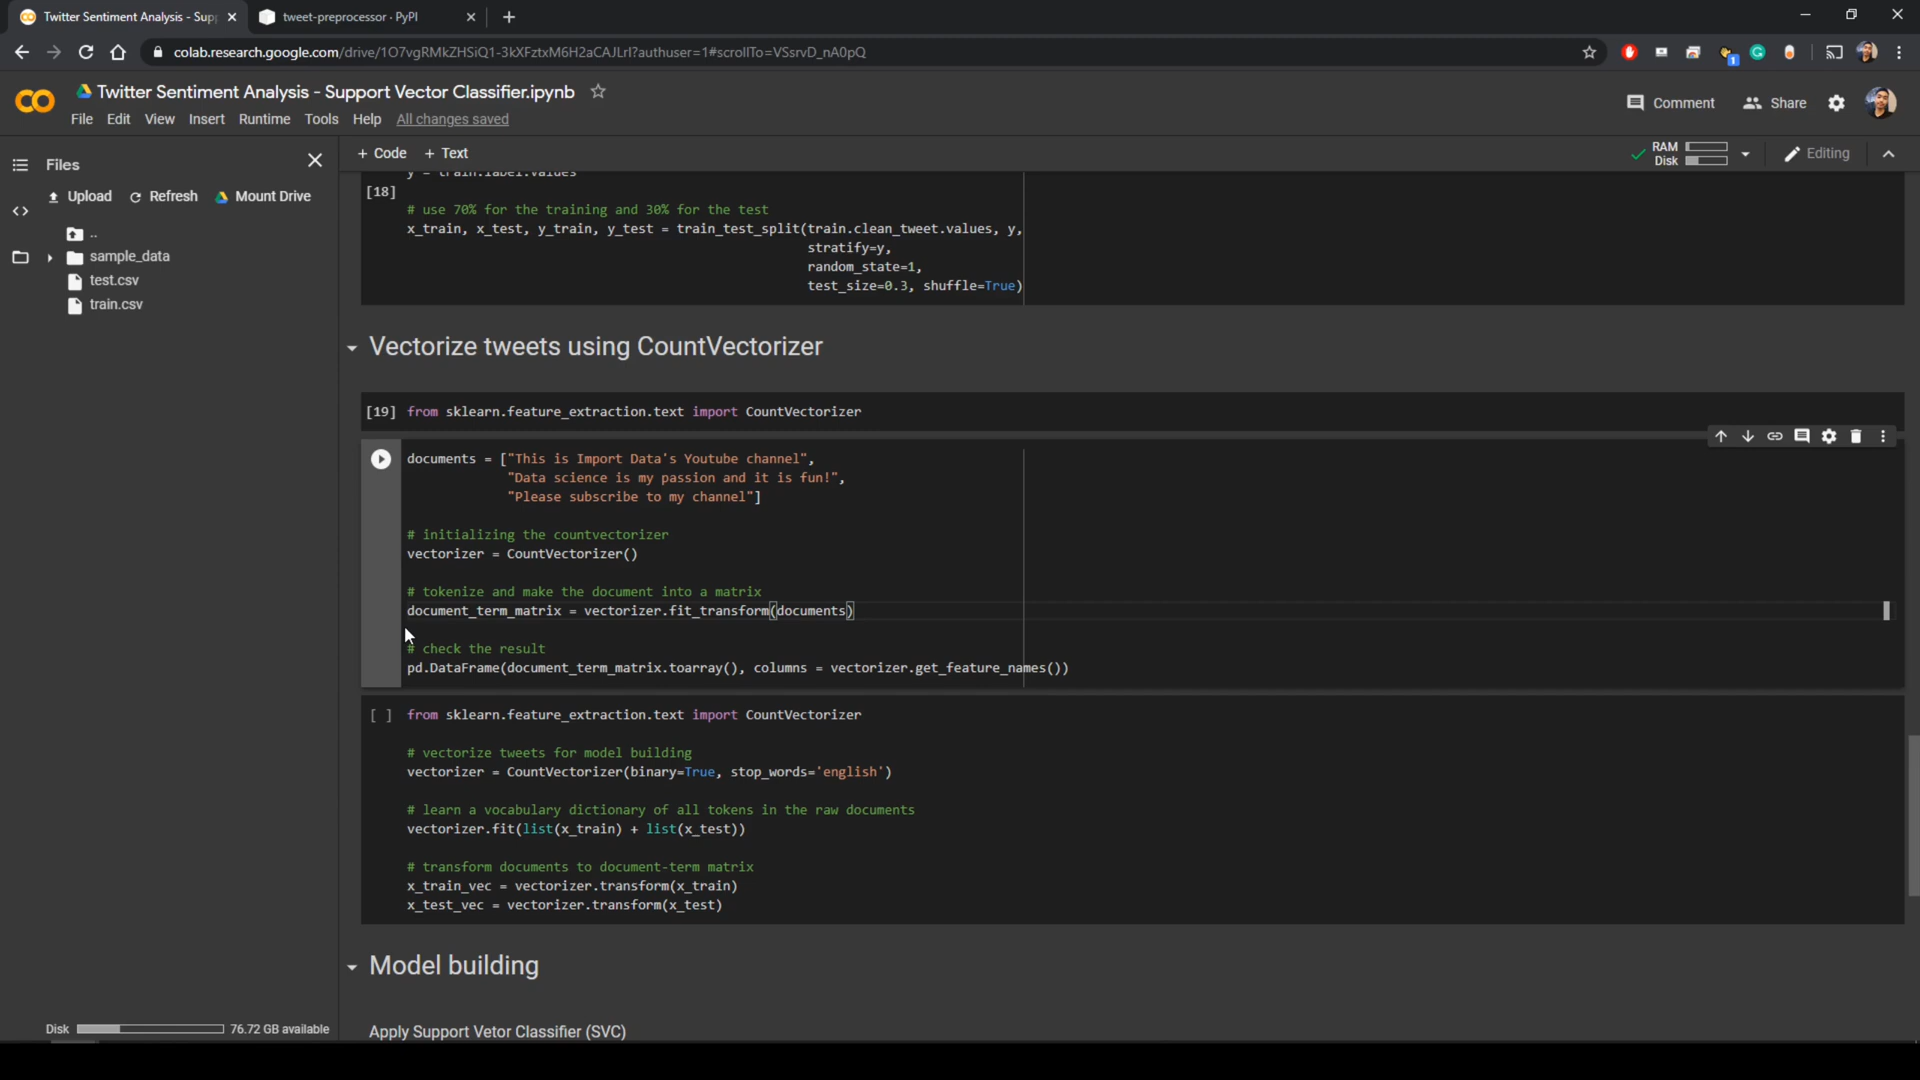 Twitter Sentiment Analysis - Supp
tweet-preprocessor · PyPI
colab.research.google.com/drive/1O7vgRMkZHSiQ1-3kXFztxM6H2aCAJLrI?authuser=1#scrollTo=VSsrvD_nA0pQ
1
Twitter Sentiment Analysis - Support Vector Classifier.ipynb
Comment
Share
File Edit View Insert Runtime Tools Help All changes saved
Files
+ Code + Text
RAM
Disk
Editing
Upload Refresh Mount Drive
..
sample_data
test.csv
train.csv
Disk 76.72 GB available
y = train.label.values
[18]
# use 70% for the training and 30% for the test
x_train, x_test, y_train, y_test = train_test_split(train.clean_tweet.values, y,
stratify=y,
random_state=1,
test_size=0.3, shuffle=True)
Vectorize tweets using CountVectorizer
[19] from sklearn.feature_extraction.text import CountVectorizer
documents = ["This is Import Data's Youtube channel",
"Data science is my passion and it is fun!",
"Please subscribe to my channel"]
# initializing the countvectorizer
vectorizer = CountVectorizer()
# tokenize and make the document into a matrix
document_term_matrix = vectorizer.fit_transform(documents)
# check the result
pd.DataFrame(document_term_matrix.toarray(), columns = vectorizer.get_feature_names())
[ ] from sklearn.feature_extraction.text import CountVectorizer
# vectorize tweets for model building
vectorizer = CountVectorizer(binary=True, stop_words='english')
# learn a vocabulary dictionary of all tokens in the raw documents
vectorizer.fit(list(x_train) + list(x_test))
# transform documents to document-term matrix
x_train_vec = vectorizer.transform(x_train)
x_test_vec = vectorizer.transform(x_test)
Model building
Apply Support Vetor Classifier (SVC)